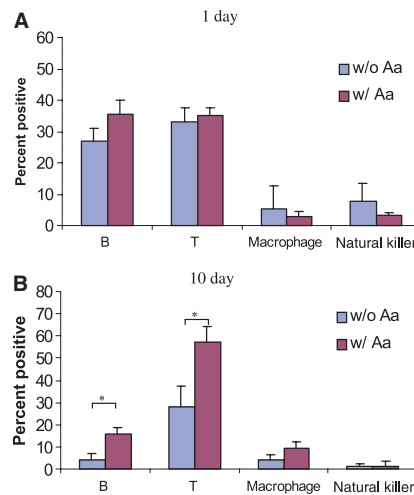 A
1 day
Percent positive
60
50
40
30
20
10
0
w/o Aa
w/ Aa
B
T
Macrophage
Natural killer
B
10 day
Percent positive
80
70
60
50
40
30
20
10
0
w/o Aa
w/ Aa
*
*
B
T
Macrophage
Natural killer